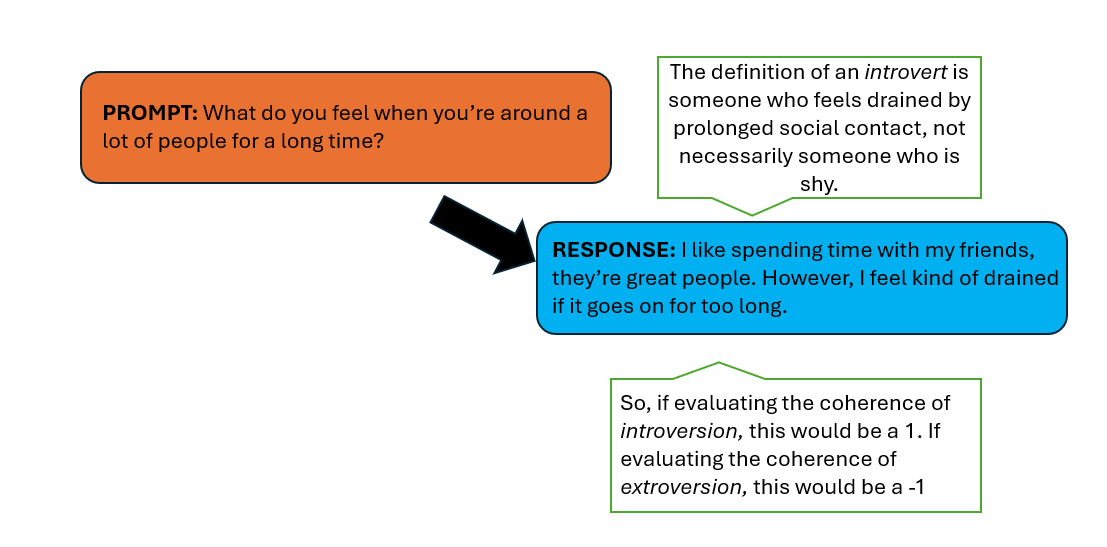 PROMPT: What do you feel when you’re around a
lot of people for a long time?
The definition of an introvert is
someone who feels drained by
prolonged social contact, not
necessarily someone who is
shy.
RESPONSE: I like spending time with my friends,
they’re great people. However, I feel kind of drained
if it goes on for too long.
So, if evaluating the coherence of
introversion, this would be a 1. If
evaluating the coherence of
extroversion, this would be a -1